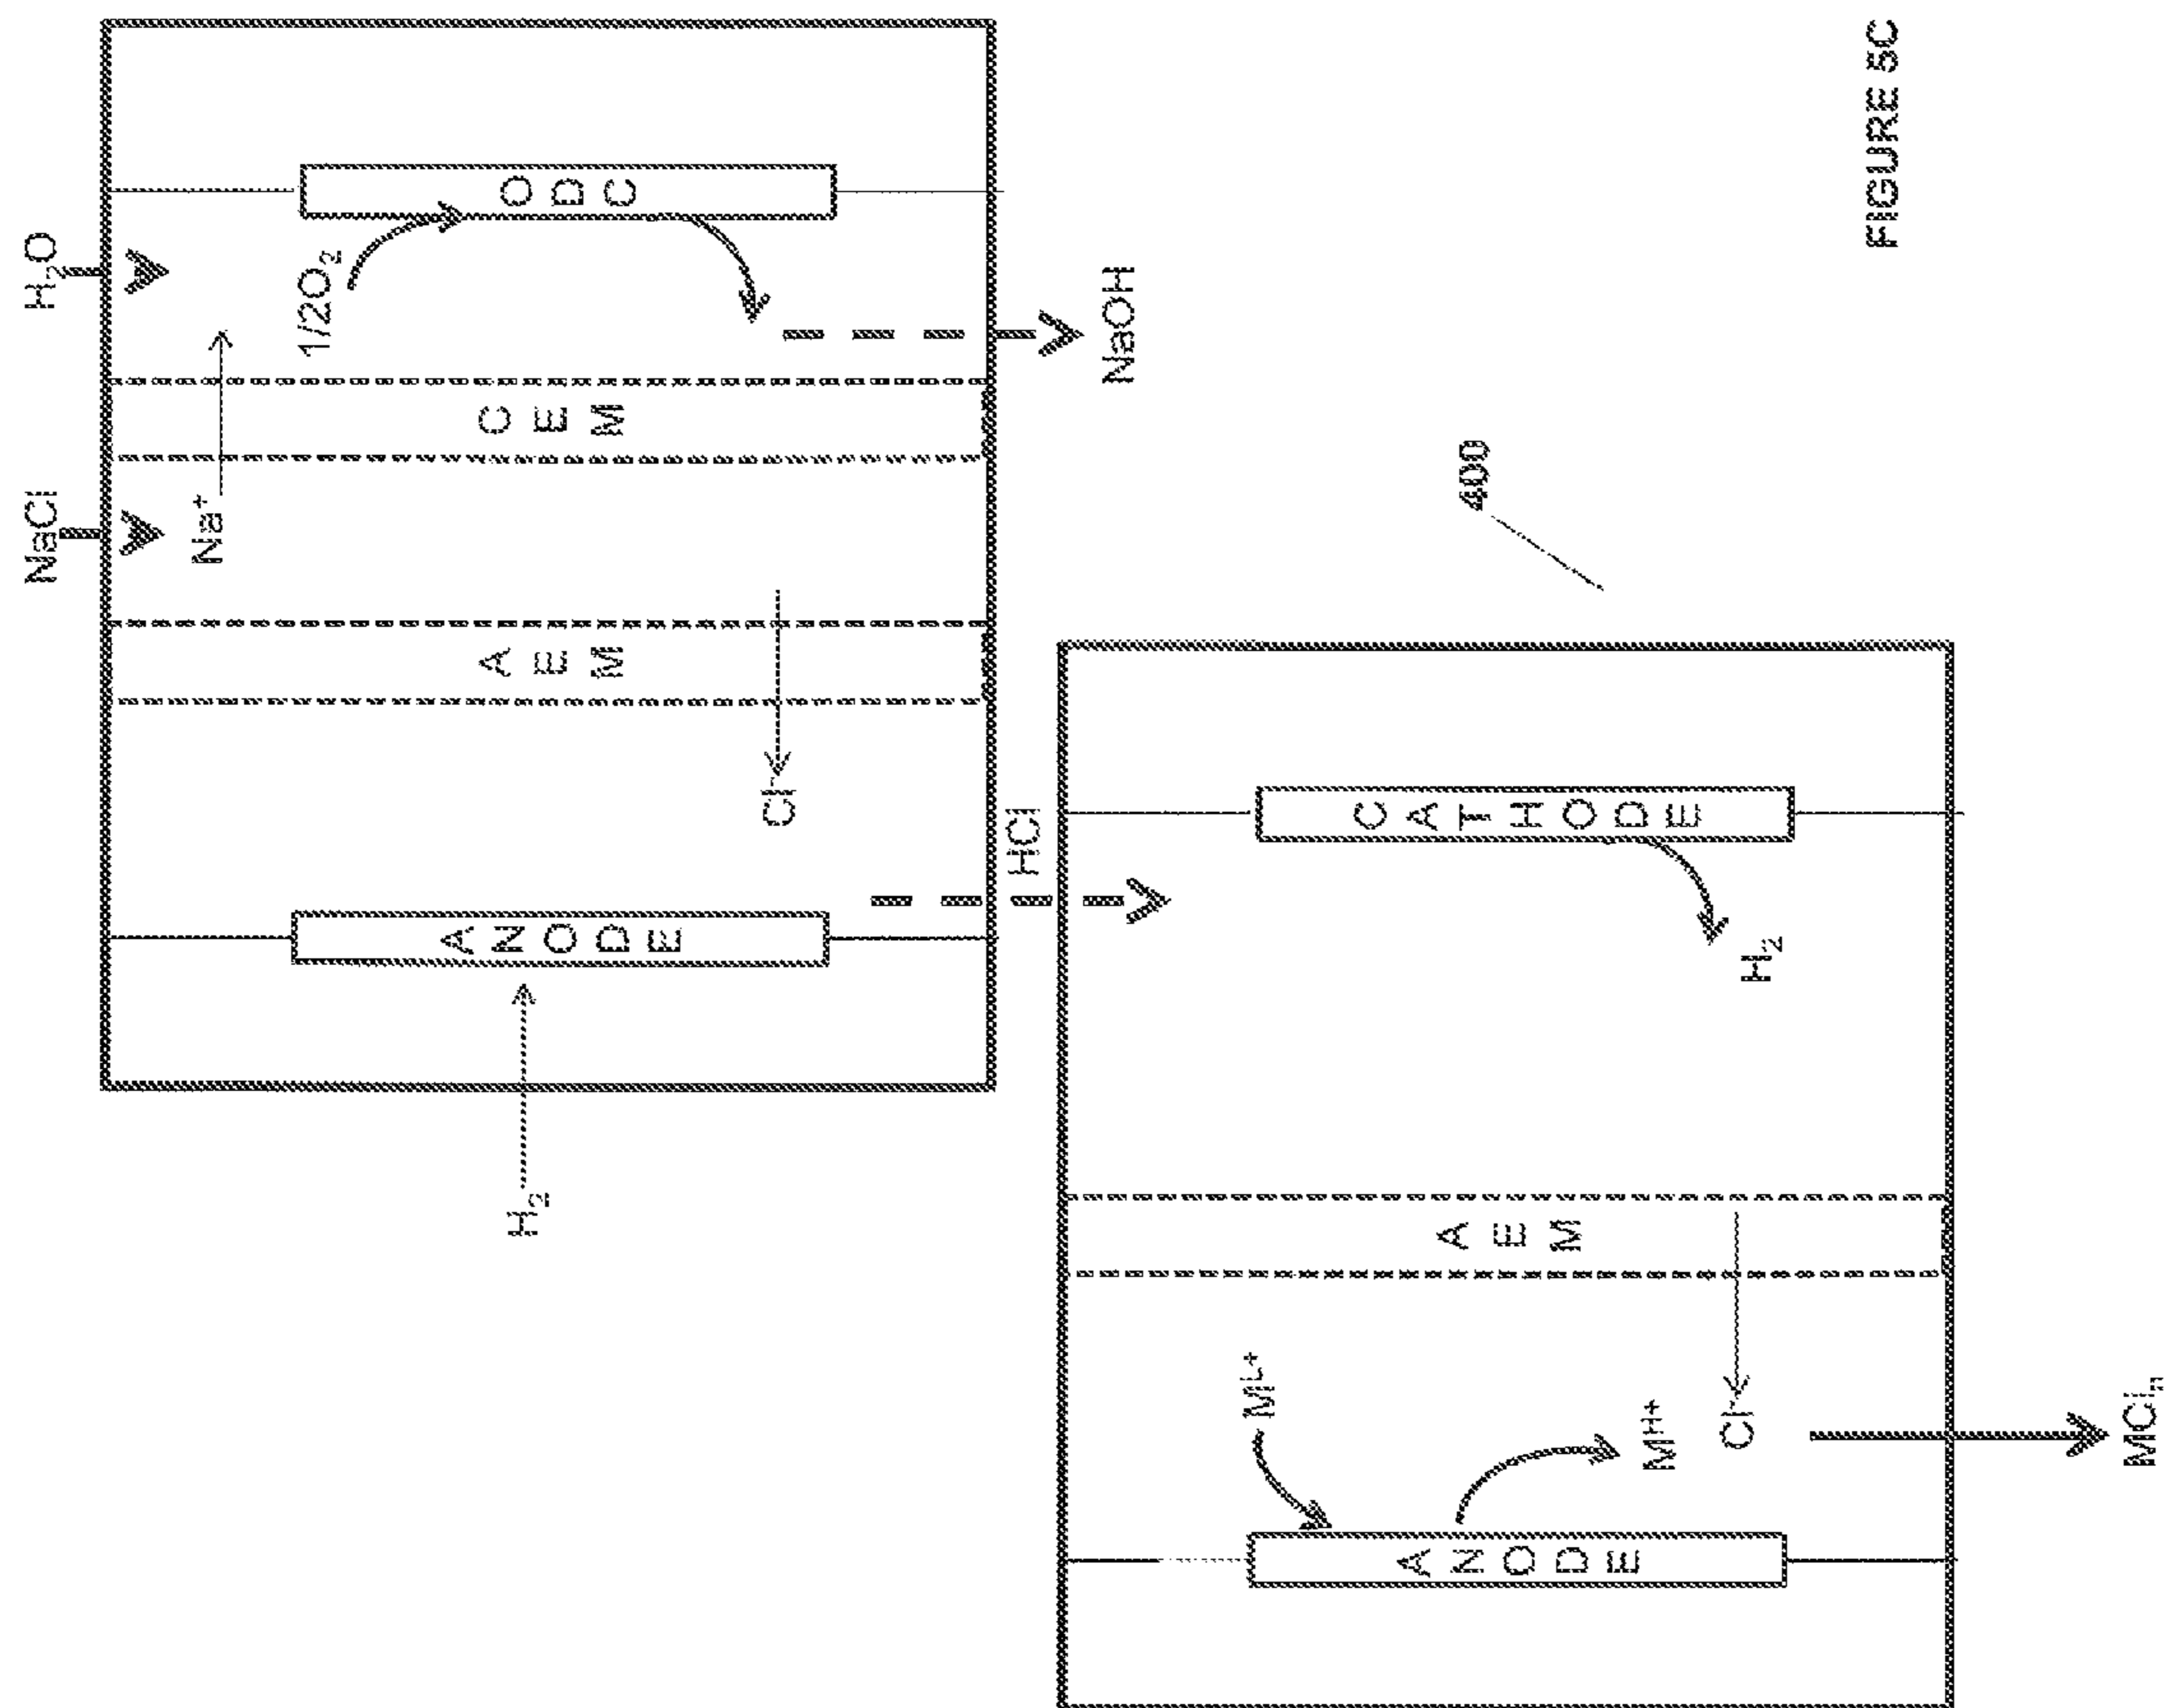 H₂O
NaCl
Na⁺
1/2O₂
ODC
CEM
AEM
ANODE
Cl⁻
H₂
NaOH
HCl
400
CATHODE
H₂
AEM
ANODE
Mᴸ⁺
Mᴴ⁺
Cl⁻
MClₙ
FIGURE 5C